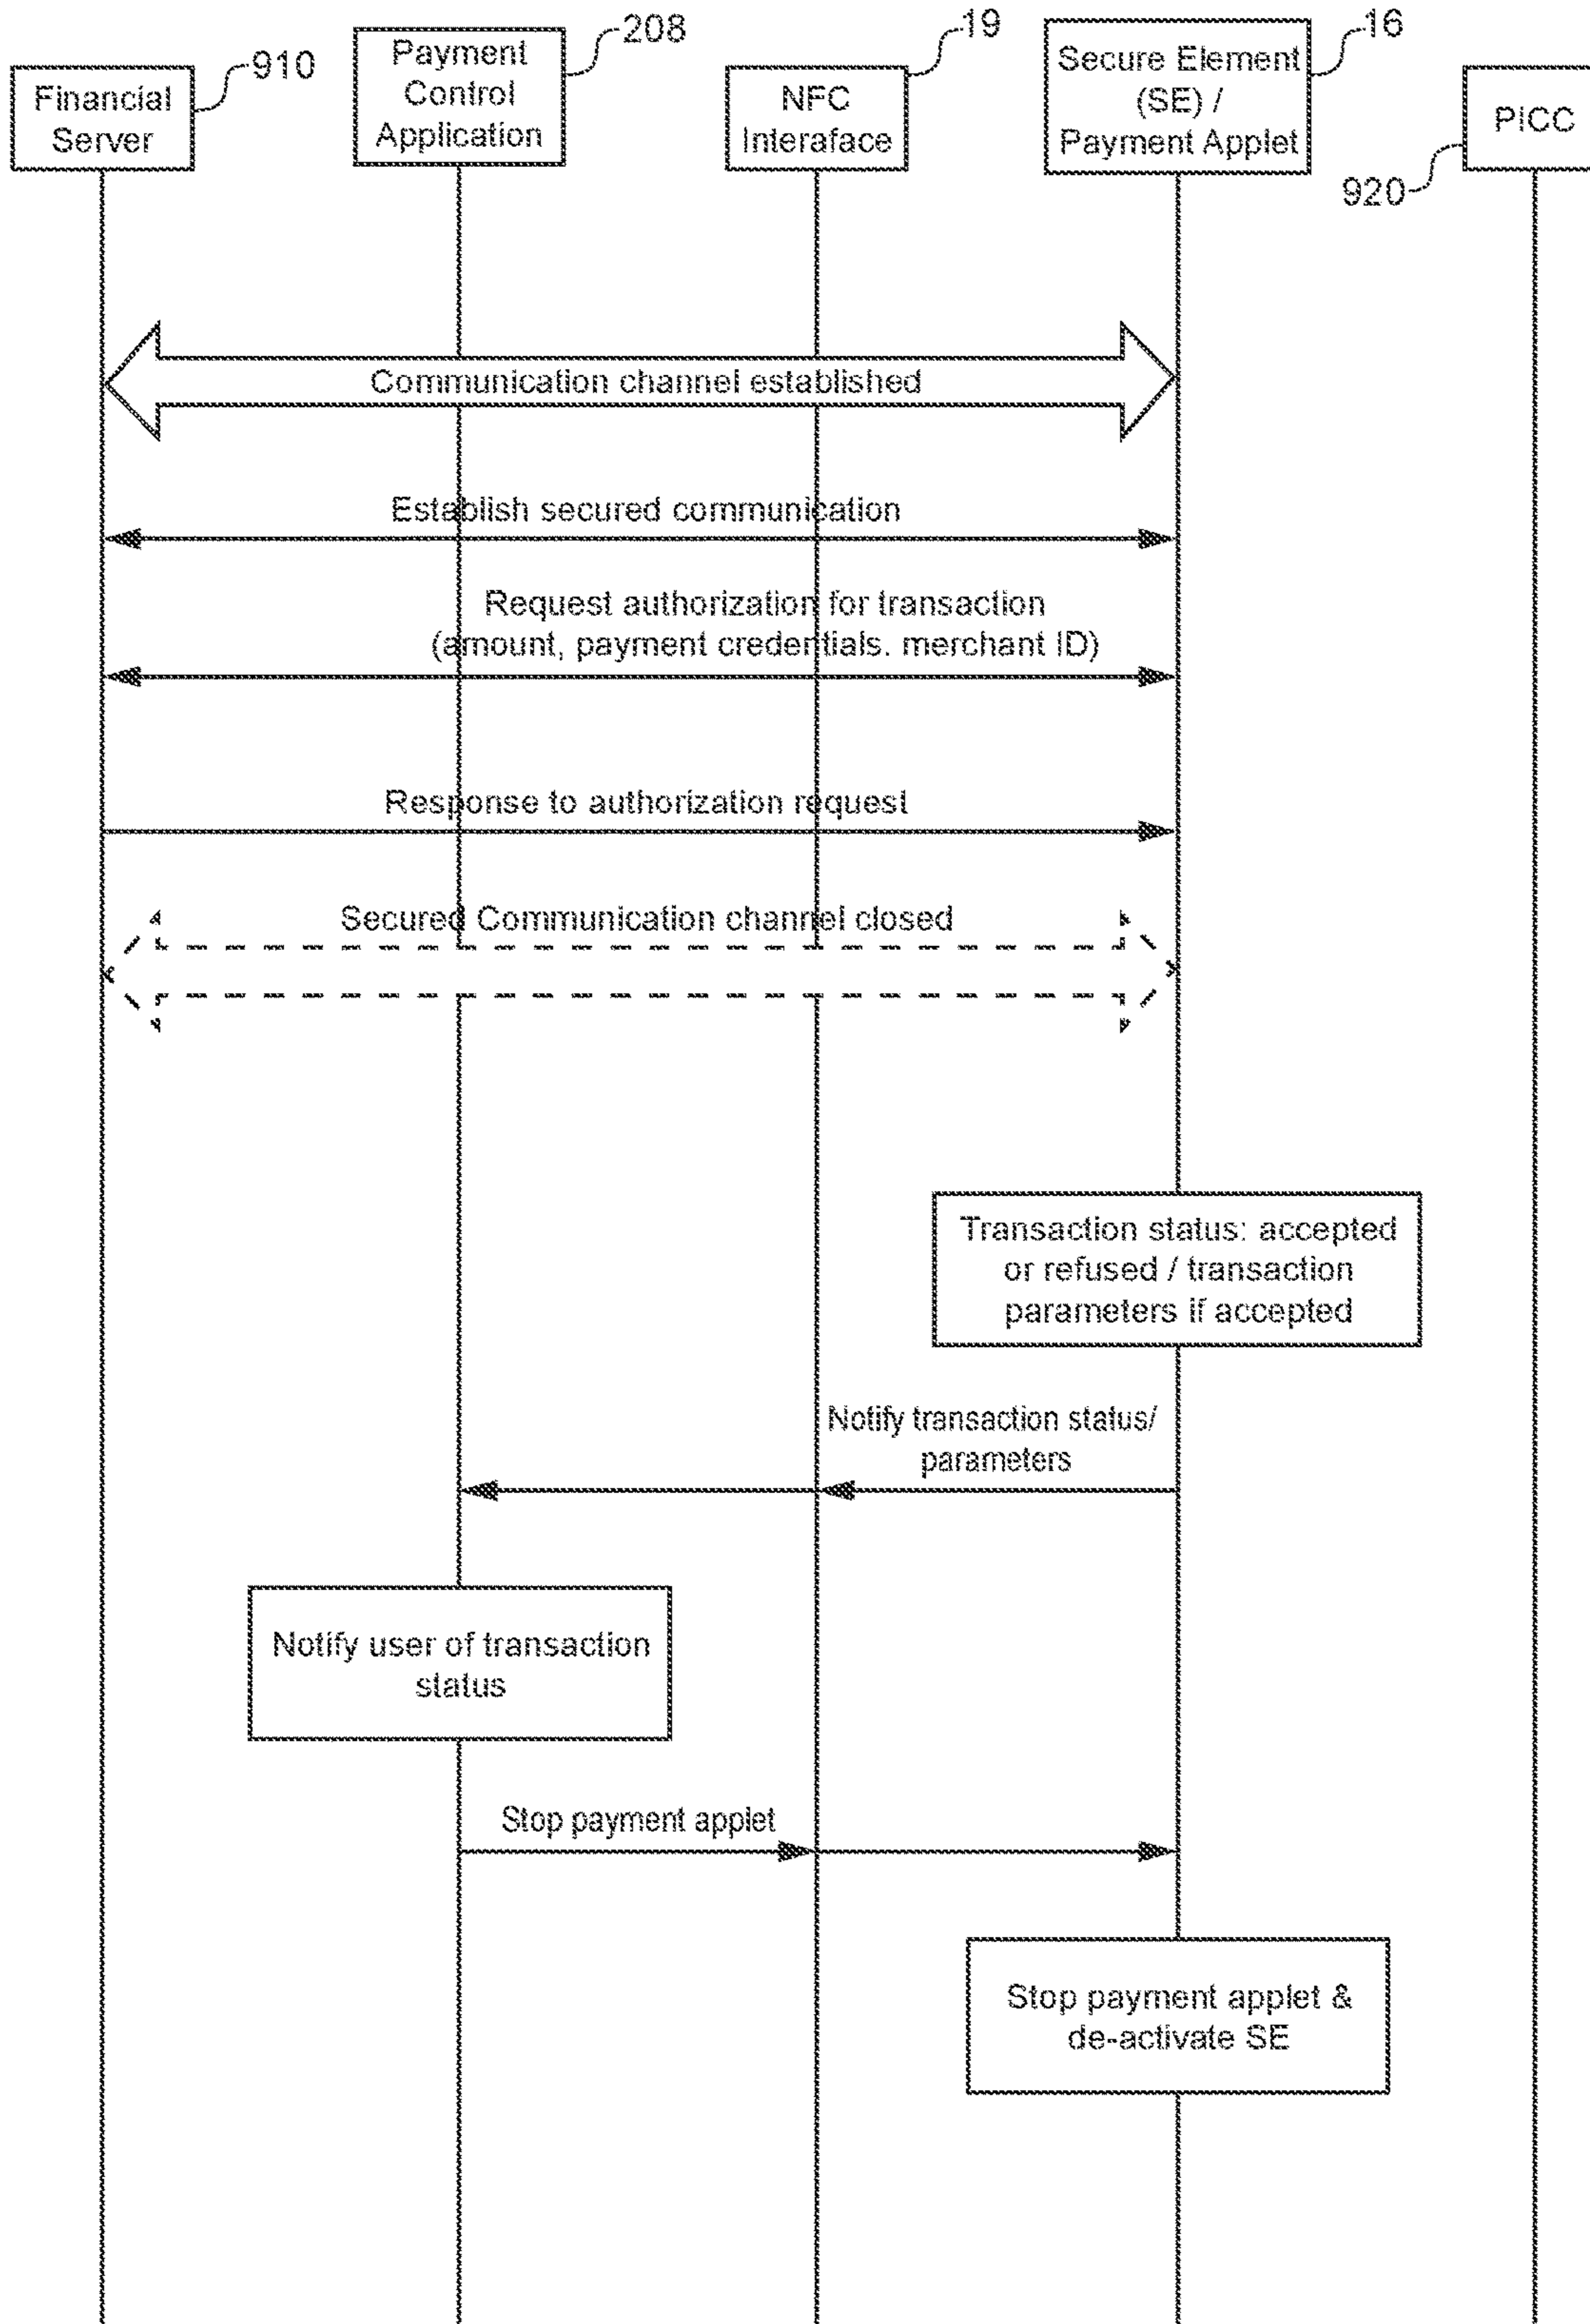 Financial
Server
910
Payment
Control
Application
208
NFC
Interaface
19
Secure Element
(SE) /
Payment Applet
16
PICC
920
Communication channel established
Establish secured communication
Request authorization for transaction
(amount, payment credentials. merchant ID)
Response to authorization request
Secured Communication channel closed
Transaction status: accepted
or refused / transaction
parameters if accepted
Notify transaction status/
parameters
Notify user of transaction
status
Stop payment applet
Stop payment applet &
de-activate SE